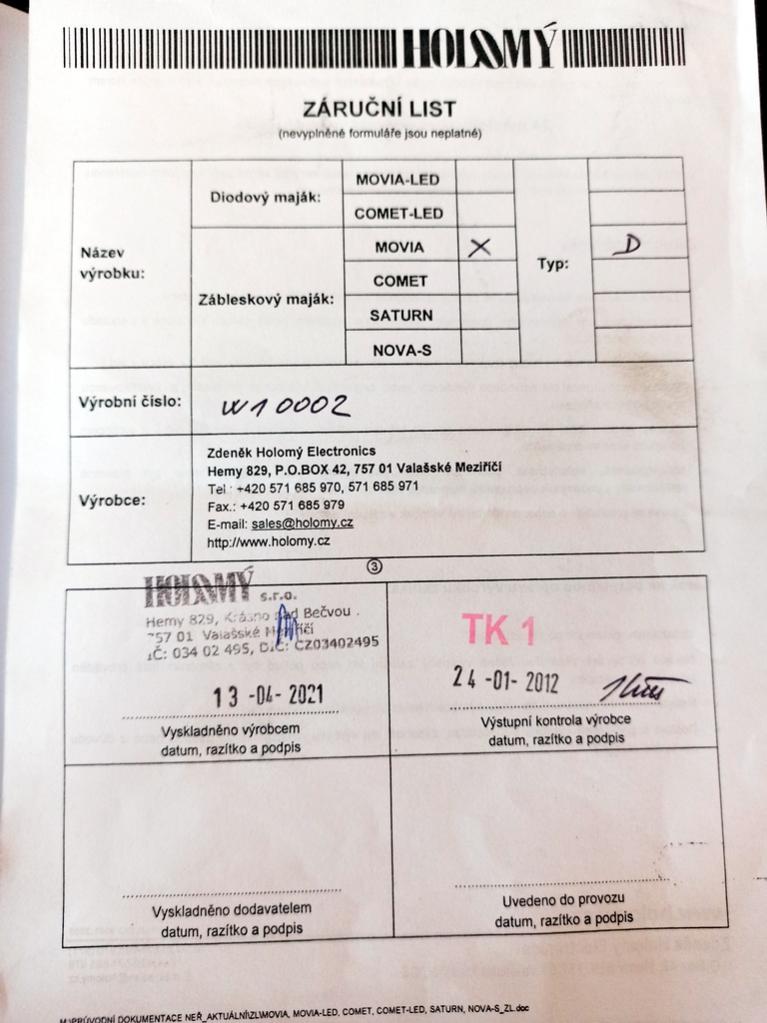 HOLOMÝ
ZÁRUČNÍ LIST
(nevyplněné formuláře jsou neplatné)
Název výrobku:
Diodový maják:
MOVIA-LED
COMET-LED
Zábleskový maják:
MOVIA X
COMET
SATURN
NOVA-S
Typ:
D
Výrobní číslo:
W10002
Výrobce:
Zdeněk Holomý Electronics
Hemy 829, P.O.BOX 42, 757 01 Valašské Meziříčí
Tel : +420 571 685 970, 571 685 971
Fax.: +420 571 685 979
E-mail: sales@holomy.cz
http://www.holomy.cz
3
HOLOMÝ s.r.o.
Hemy 829, Krásno nad Bečvou
757 01 Valašské Meziříčí
IČ: 034 02 495, DIČ: CZ03402495
13 -04- 2021
Vyskladněno výrobcem
datum, razítko a podpis
TK 1
24 -01- 2012
Výstupní kontrola výrobce
datum, razítko a podpis
Vyskladněno dodavatelem
datum, razítko a podpis
Uvedeno do provozu
datum, razítko a podpis
M:\PRŮVODNÍ DOKUMENTACE NEŘ_AKTUÁLNÍ\ZL\MOVIA, MOVIA-LED, COMET, COMET-LED, SATURN, NOVA-S_ZL.doc